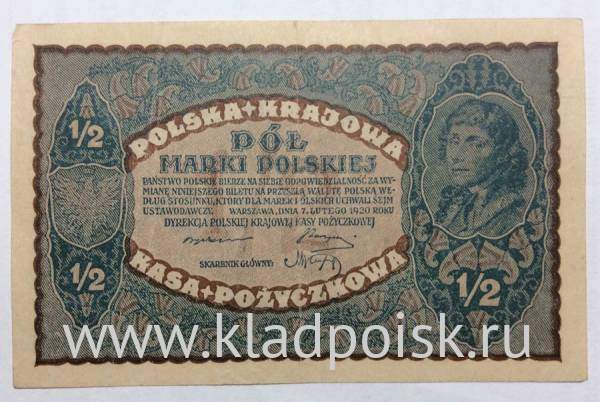 POLSKA+KRAJOWA
1/2
PÓŁ
MARKI POLSKIEJ
PAŃSTWO POLSKIE BIERZE NA SIEBIE ODPOWIEDZIALNOŚĆ ZA WY-
MIANĘ NINIEJSZEGO BILETU NA PRZYSZŁĄ WALUTĘ POLSKĄ WE-
DŁUG STOSUNKU, KTÓRY DLA MAREK POLSKICH UCHWALI SEJM
USTAWODAWCZY. WARSZAWA, DNIA 7. LUTEGO 1920 ROKU
DYREKCJA POLSKIEJ KRAJOWEJ KASY POŻYCZKOWEJ
SKARBNIK GŁÓWNY:
1/2
1/2
KASA+POŻYCZKOWA
www.kladpoisk.ru